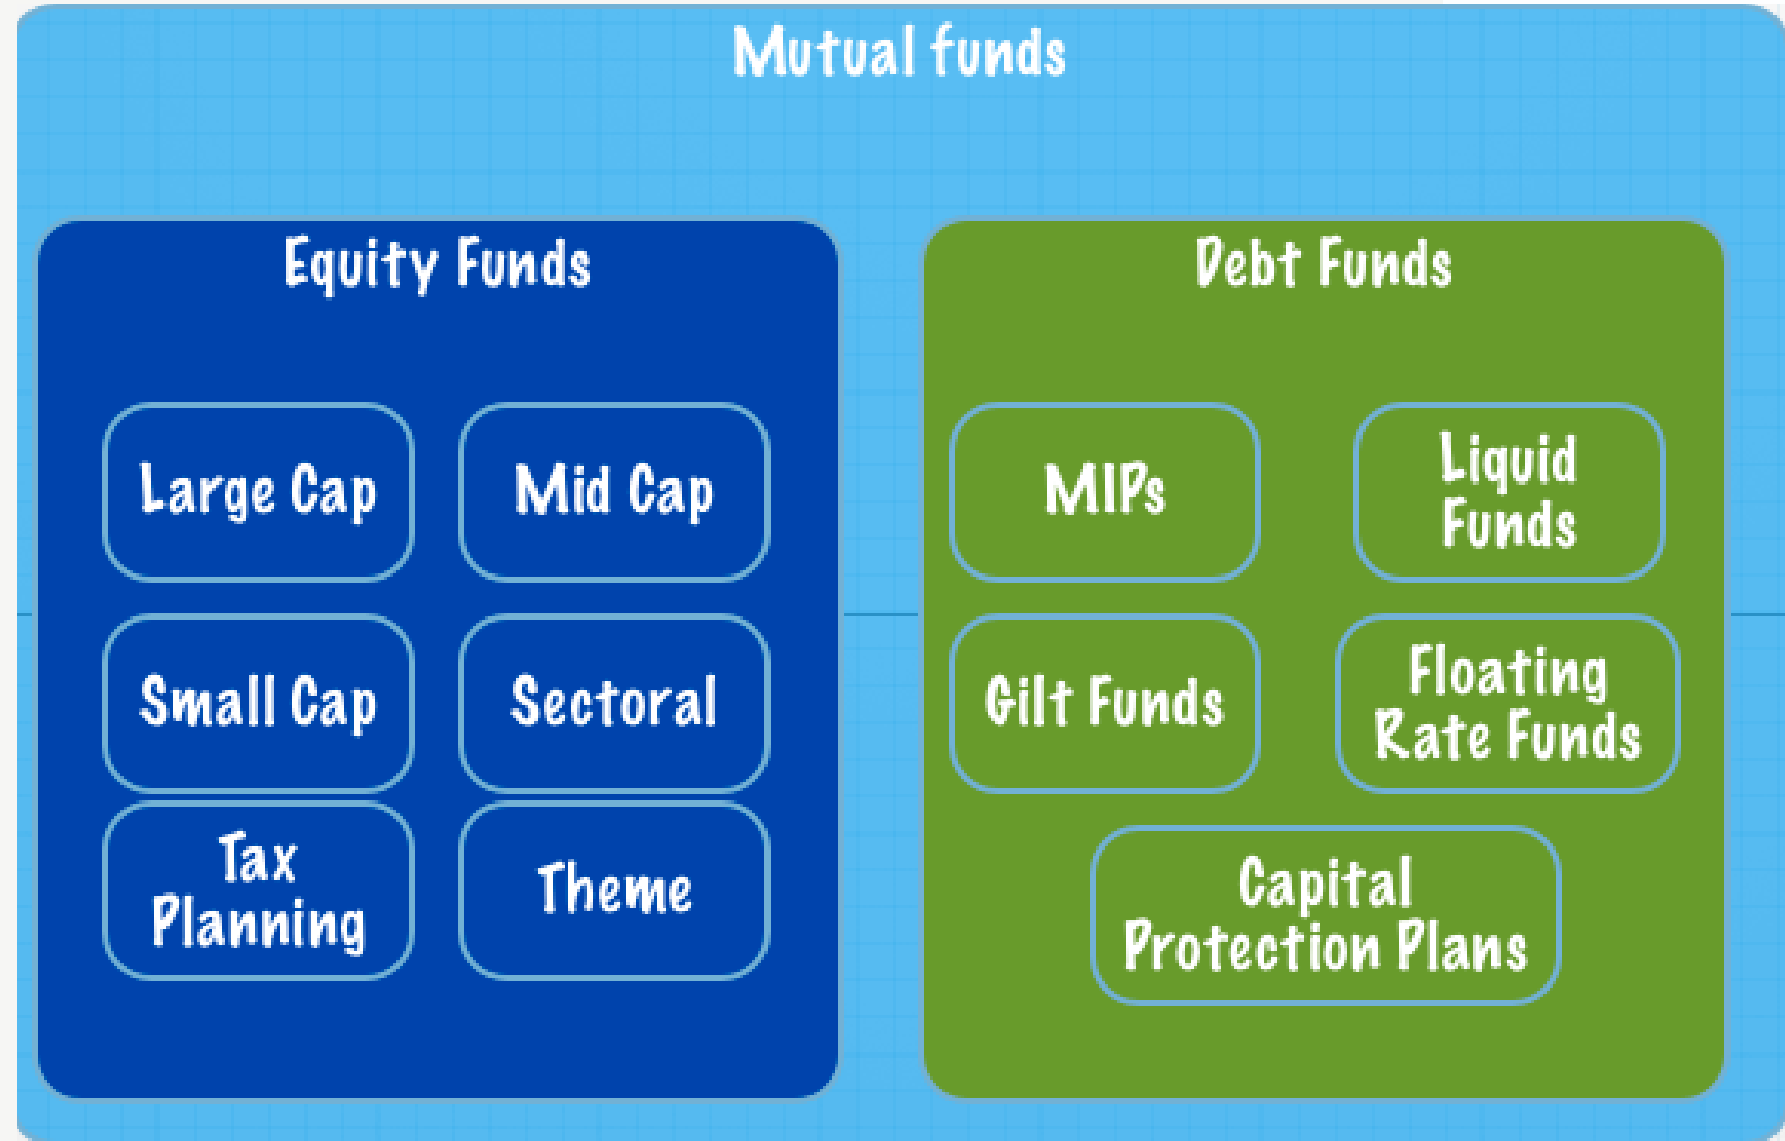 Mutual funds
Equity Funds
Large Cap
Mid Cap
Small Cap
Sectoral
Tax
Planning
Theme
Debt Funds
MIPs
Liquid
Funds
Gilt Funds
Floating
Rate Funds
Capital
Protection Plans